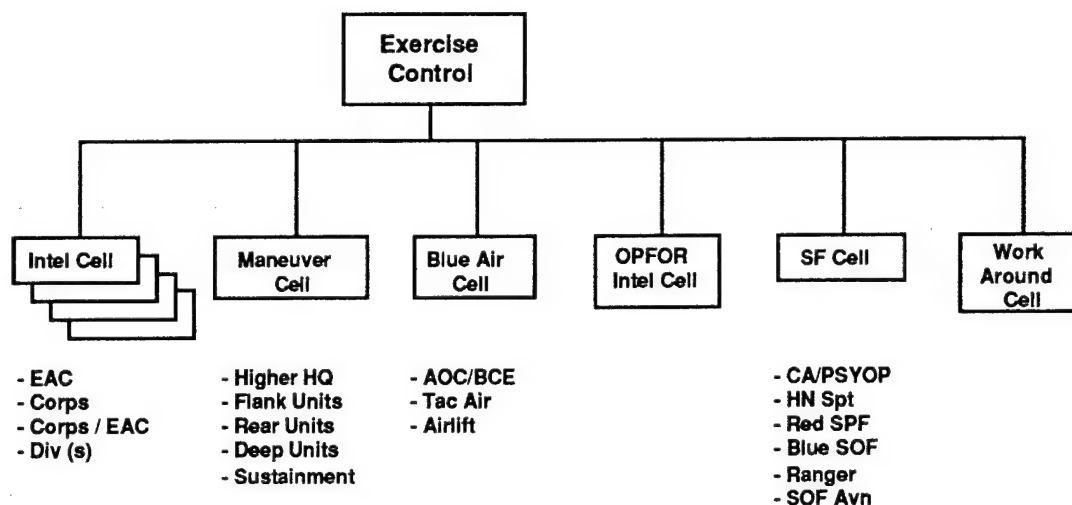 Exercise
Control
Intel Cell
Maneuver
Cell
Blue Air
Cell
OPFOR
Intel Cell
SF Cell
Work
Around
Cell
- EAC
- Corps
- Corps / EAC
- Div (s)
- Higher HQ
- Flank Units
- Rear Units
- Deep Units
- Sustainment
- AOC/BCE
- Tac Air
- Airlift
- CA/PSYOP
- HN Spt
- Red SPF
- Blue SOF
- Ranger
- SOF Avn